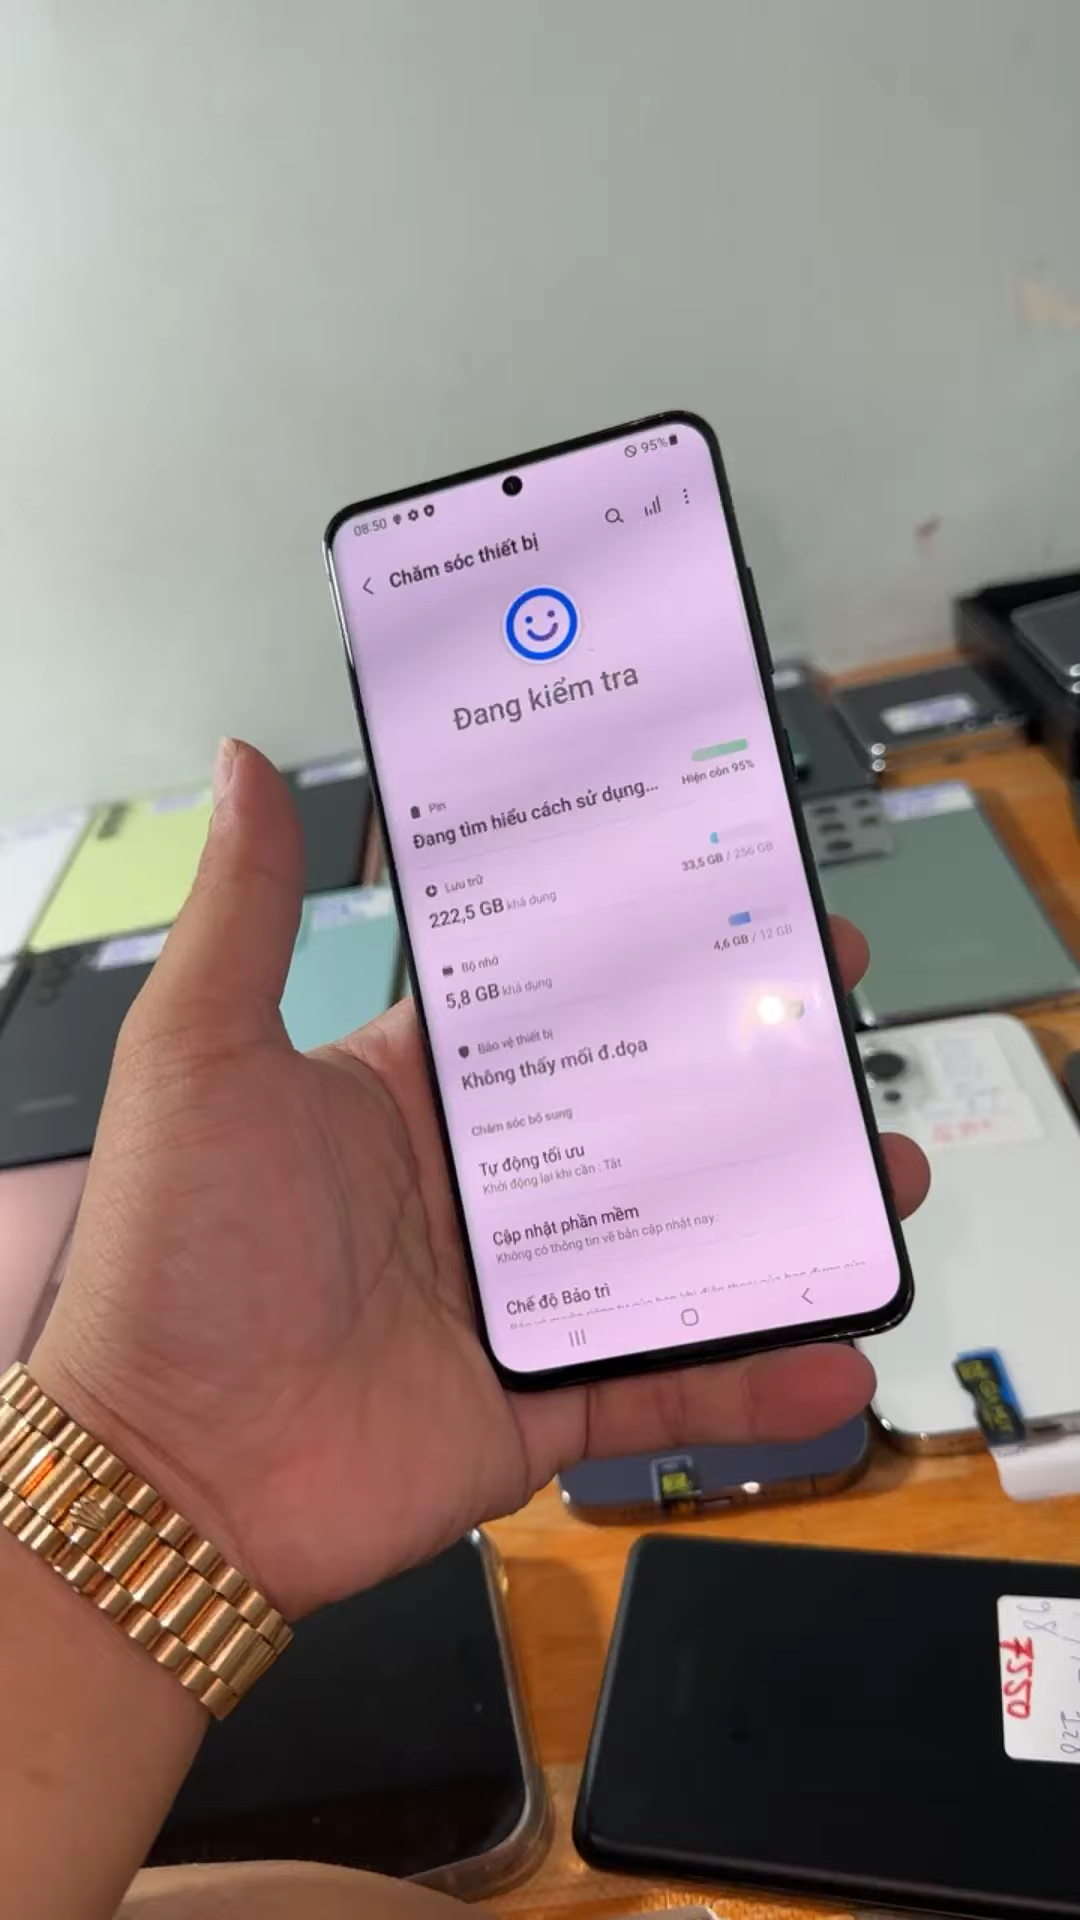 08:50
95%
Chăm sóc thiết bị
Đang kiểm tra
Pin
Đang tìm hiểu cách sử dụng...
Hiện còn 95%
Lưu trữ
222,5 GB khả dụng
33,5 GB / 256 GB
Bộ nhớ
5,8 GB khả dụng
4,6 GB / 12 GB
Bảo vệ thiết bị
Không thấy mối đ.dọa
Chăm sóc bổ sung
Tự động tối ưu
Khởi động lại khi cần : Tắt
Cập nhật phần mềm
Không có thông tin về bản cập nhật nay.
Chế độ Bảo trì
98
7550
128